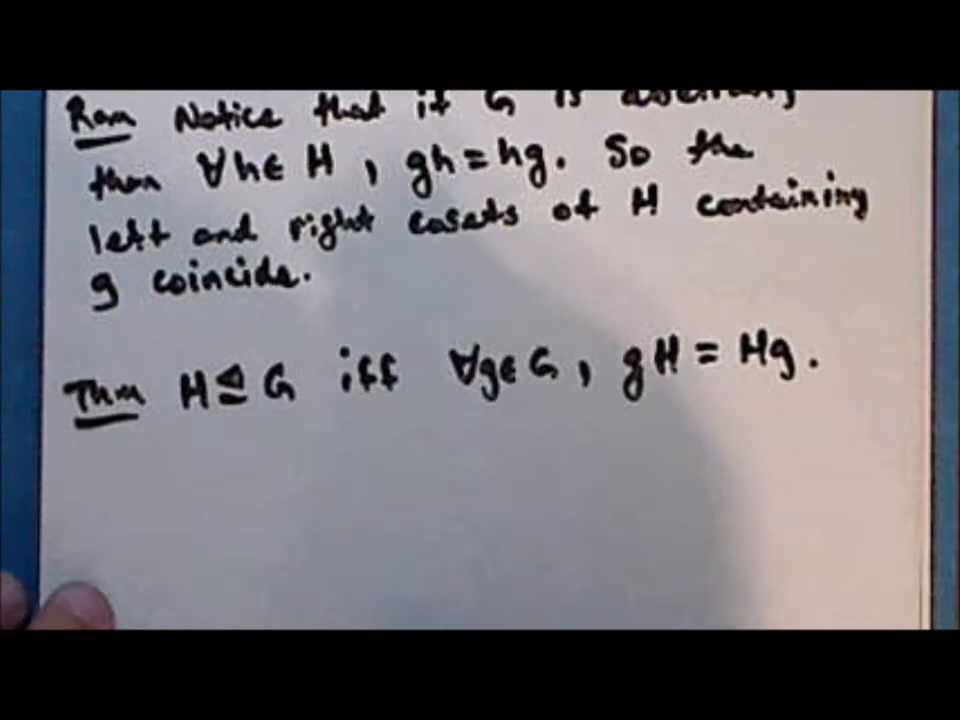 Rem Notice that if G is abelian,
then ∀h∈ H, gh=hg. So the
left and right cosets of H containing
g coincide.
Thm H⊴G iff ∀g∈G, gH = Hg.